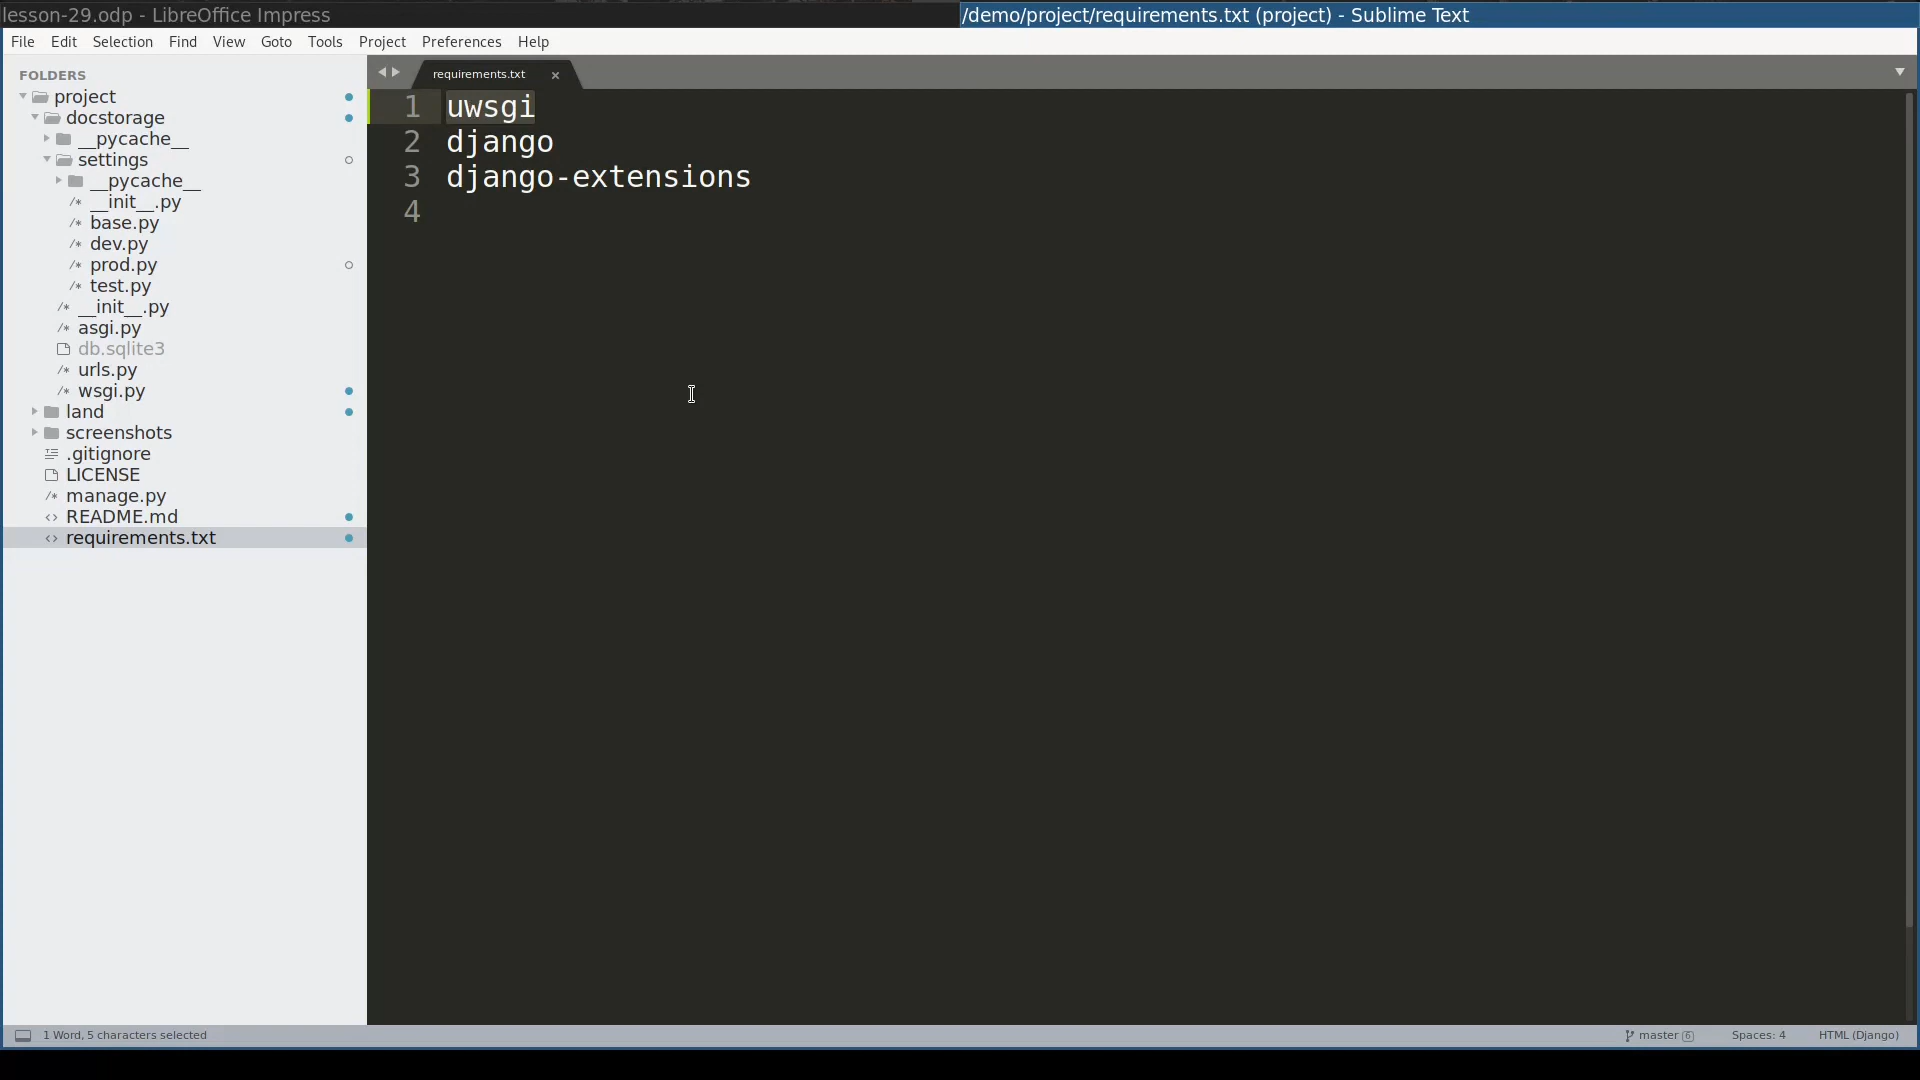 lesson-29.odp - LibreOffice Impress
/demo/project/requirements.txt (project) - Sublime Text
File Edit Selection Find View Goto Tools Project Preferences Help
FOLDERS
project
docstorage
__pycache__
settings
__pycache__
__init__.py
base.py
dev.py
prod.py
test.py
__init__.py
asgi.py
db.sqlite3
urls.py
wsgi.py
land
screenshots
.gitignore
LICENSE
manage.py
README.md
requirements.txt
requirements.txt ×
1 uwsgi
2 django
3 django-extensions
4
1 Word, 5 characters selected
master 6
Spaces: 4
HTML (Django)